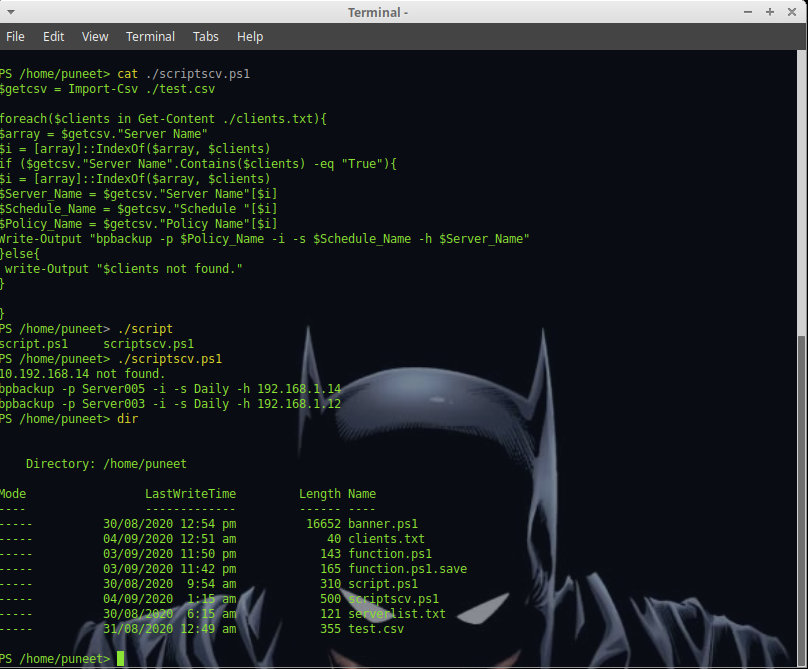 Terminal -
File Edit View Terminal Tabs Help
PS /home/puneet> cat ./scriptscv.ps1
$getcsv = Import-Csv ./test.csv
foreach($clients in Get-Content ./clients.txt){
$array = $getcsv."Server Name"
$i = [array]::IndexOf($array, $clients)
if ($getcsv."Server Name".Contains($clients) -eq "True"){
$i = [array]::IndexOf($array, $clients)
$Server_Name = $getcsv."Server Name"[$i]
$Schedule_Name = $getcsv."Schedule "[$i]
$Policy_Name = $getcsv."Policy Name"[$i]
Write-Output "bpbackup -p $Policy_Name -i -s $Schedule_Name -h $Server_Name"
}else{
write-Output "$clients not found."
}
}
PS /home/puneet> ./script
script.ps1 scriptscv.ps1
PS /home/puneet> ./scriptscv.ps1
10.192.168.14 not found.
bpbackup -p Server005 -i -s Daily -h 192.168.1.14
bpbackup -p Server003 -i -s Daily -h 192.168.1.12
PS /home/puneet> dir
Directory: /home/puneet
Mode LastWriteTime Length Name
---- ------------- ------ ----
----- 30/08/2020 12:54 pm 16652 banner.ps1
----- 04/09/2020 12:51 am 40 clients.txt
----- 03/09/2020 11:50 pm 143 function.ps1
----- 03/09/2020 11:42 pm 165 function.ps1.save
----- 30/08/2020 9:54 am 310 script.ps1
----- 04/09/2020 1:15 am 500 scriptscv.ps1
----- 30/08/2020 6:15 am 121 serverlist.txt
----- 31/08/2020 12:49 am 355 test.csv
PS /home/puneet>